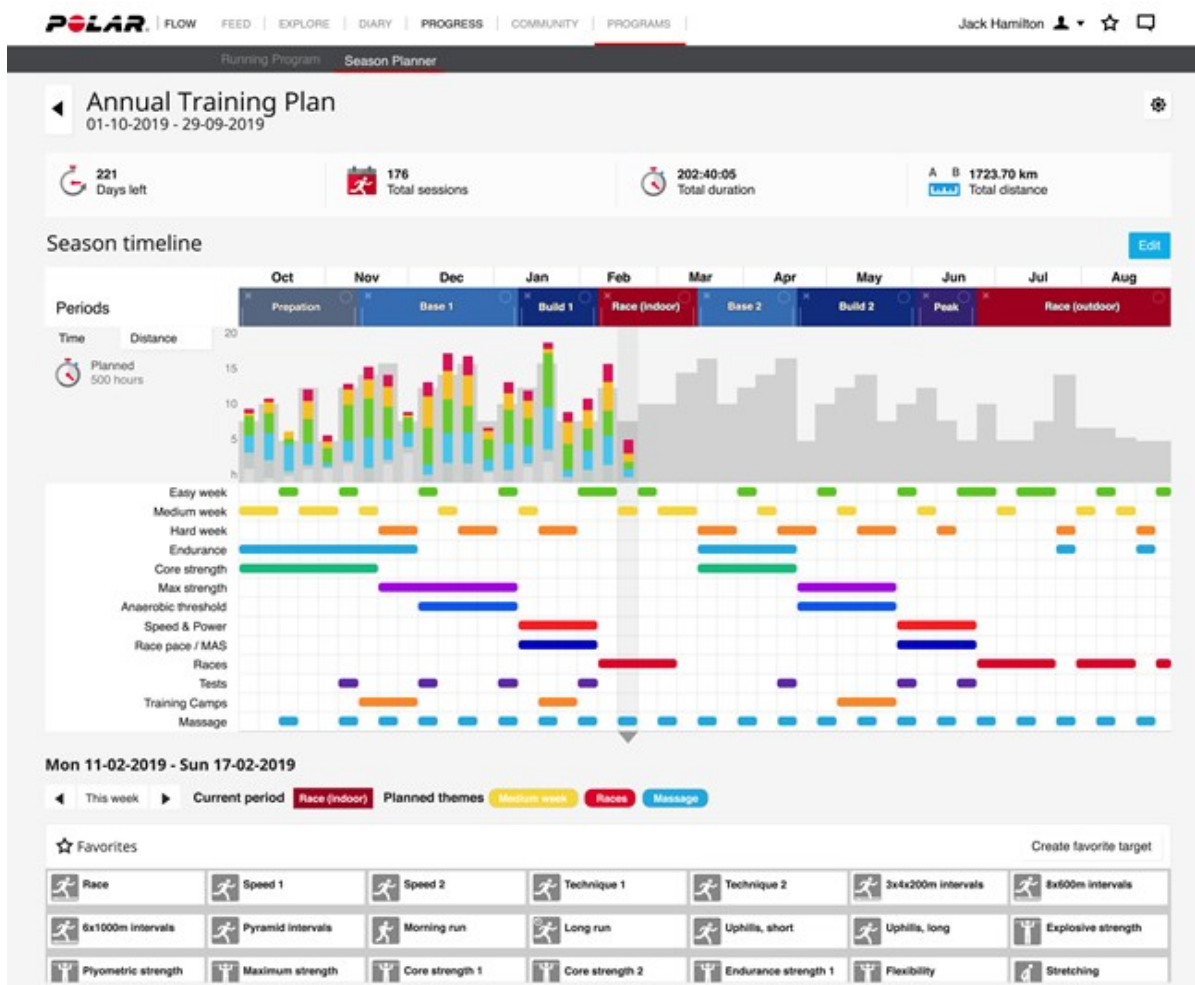 POLAR. FLOW FEED EXPLORE DIARY PROGRESS COMMUNITY PROGRAMS Jack Hamilton
Running Program Season Planner
Annual Training Plan
01-10-2019 - 29-09-2019
221
Days left
176
Total sessions
202:40:05
Total duration
A B 1723.70 km
Total distance
Season timeline Edit
Oct Nov Dec Jan Feb Mar Apr May Jun Jul Aug
Periods Prepation Base 1 Build 1 Race (indoor) Base 2 Build 2 Peak Race (outdoor)
Time Distance 20
Planned
500 hours
15
10
5
h
Easy week
Medium week
Hard week
Endurance
Core strength
Max strength
Anaerobic threshold
Speed & Power
Race pace / MAS
Races
Tests
Training Camps
Massage
Mon 11-02-2019 - Sun 17-02-2019
This week Current period Race (indoor) Planned themes Medium week Races Massage
Favorites Create favorite target
Race Speed 1 Speed 2 Technique 1 Technique 2 3x4x200m intervals 8x600m intervals
6x1000m intervals Pyramid intervals Morning run Long run Uphills, short Uphills, long Explosive strength
Plyometric strength Maximum strength Core strength 1 Core strength 2 Endurance strength 1 Flexibility Stretching